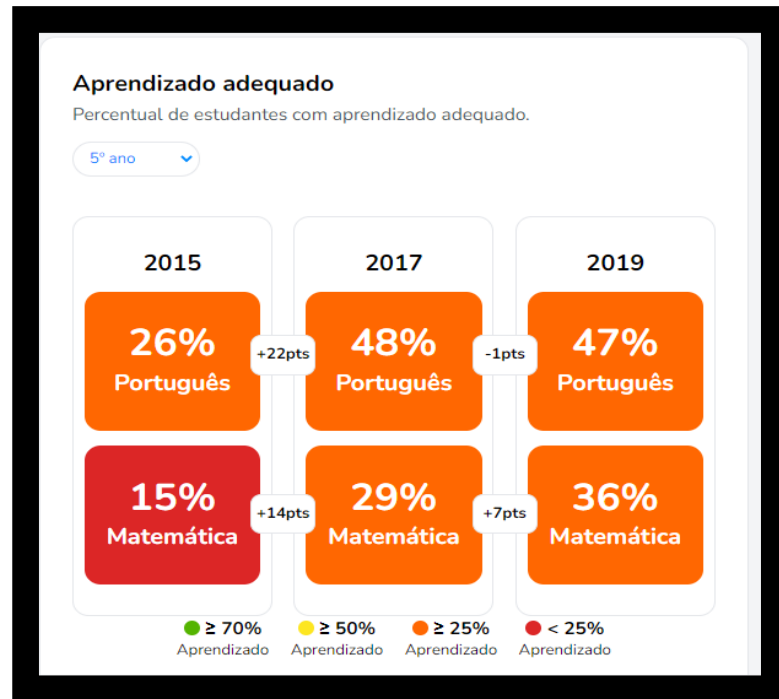 Aprendizado adequado
Percentual de estudantes com aprendizado adequado.
5º ano
2015 2017 2019
26% +22pts 48% -1pts 47%
Português Português Português
15% +14pts 29% +7pts 36%
Matemática Matemática Matemática
≥ 70% ≥ 50% ≥ 25% < 25%
Aprendizado Aprendizado Aprendizado Aprendizado